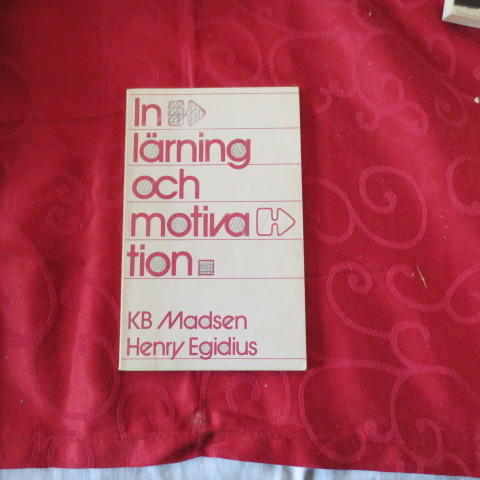 In
lärning
och
motiva
tion
KB Madsen
Henry Egidius